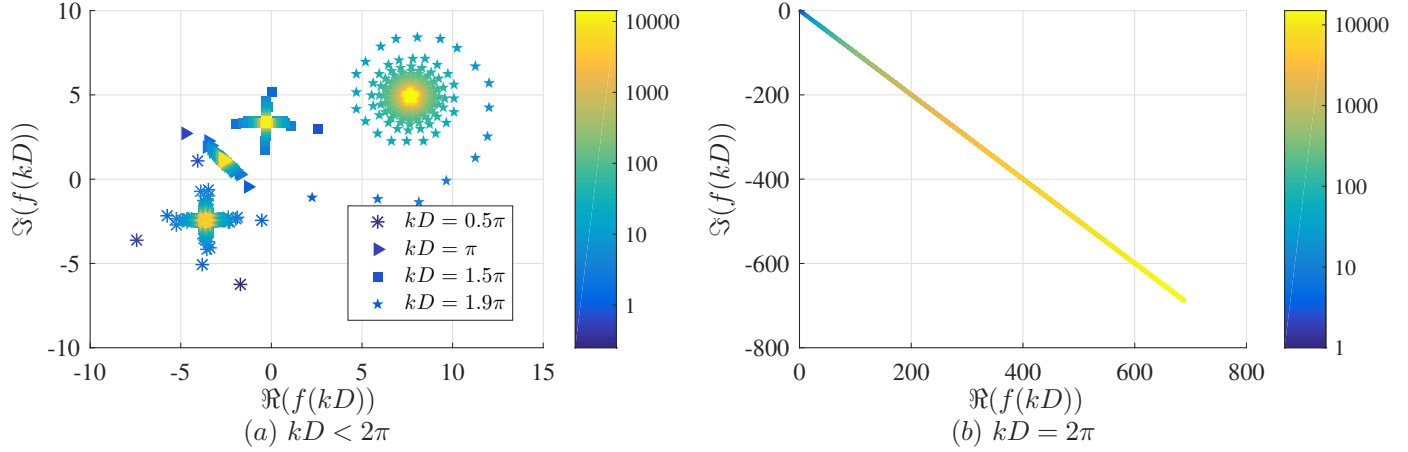 10
5
0
-5
-10
-10 -5 0 5 10 15
ℑ(f(kD))
ℜ(f(kD))
kD = 0.5π
kD = π
kD = 1.5π
kD = 1.9π
10000
1000
100
10
1
(a) kD < 2π
0
-200
-400
-600
-800
0 200 400 600 800
ℑ(f(kD))
ℜ(f(kD))
10000
1000
100
10
1
(b) kD = 2π